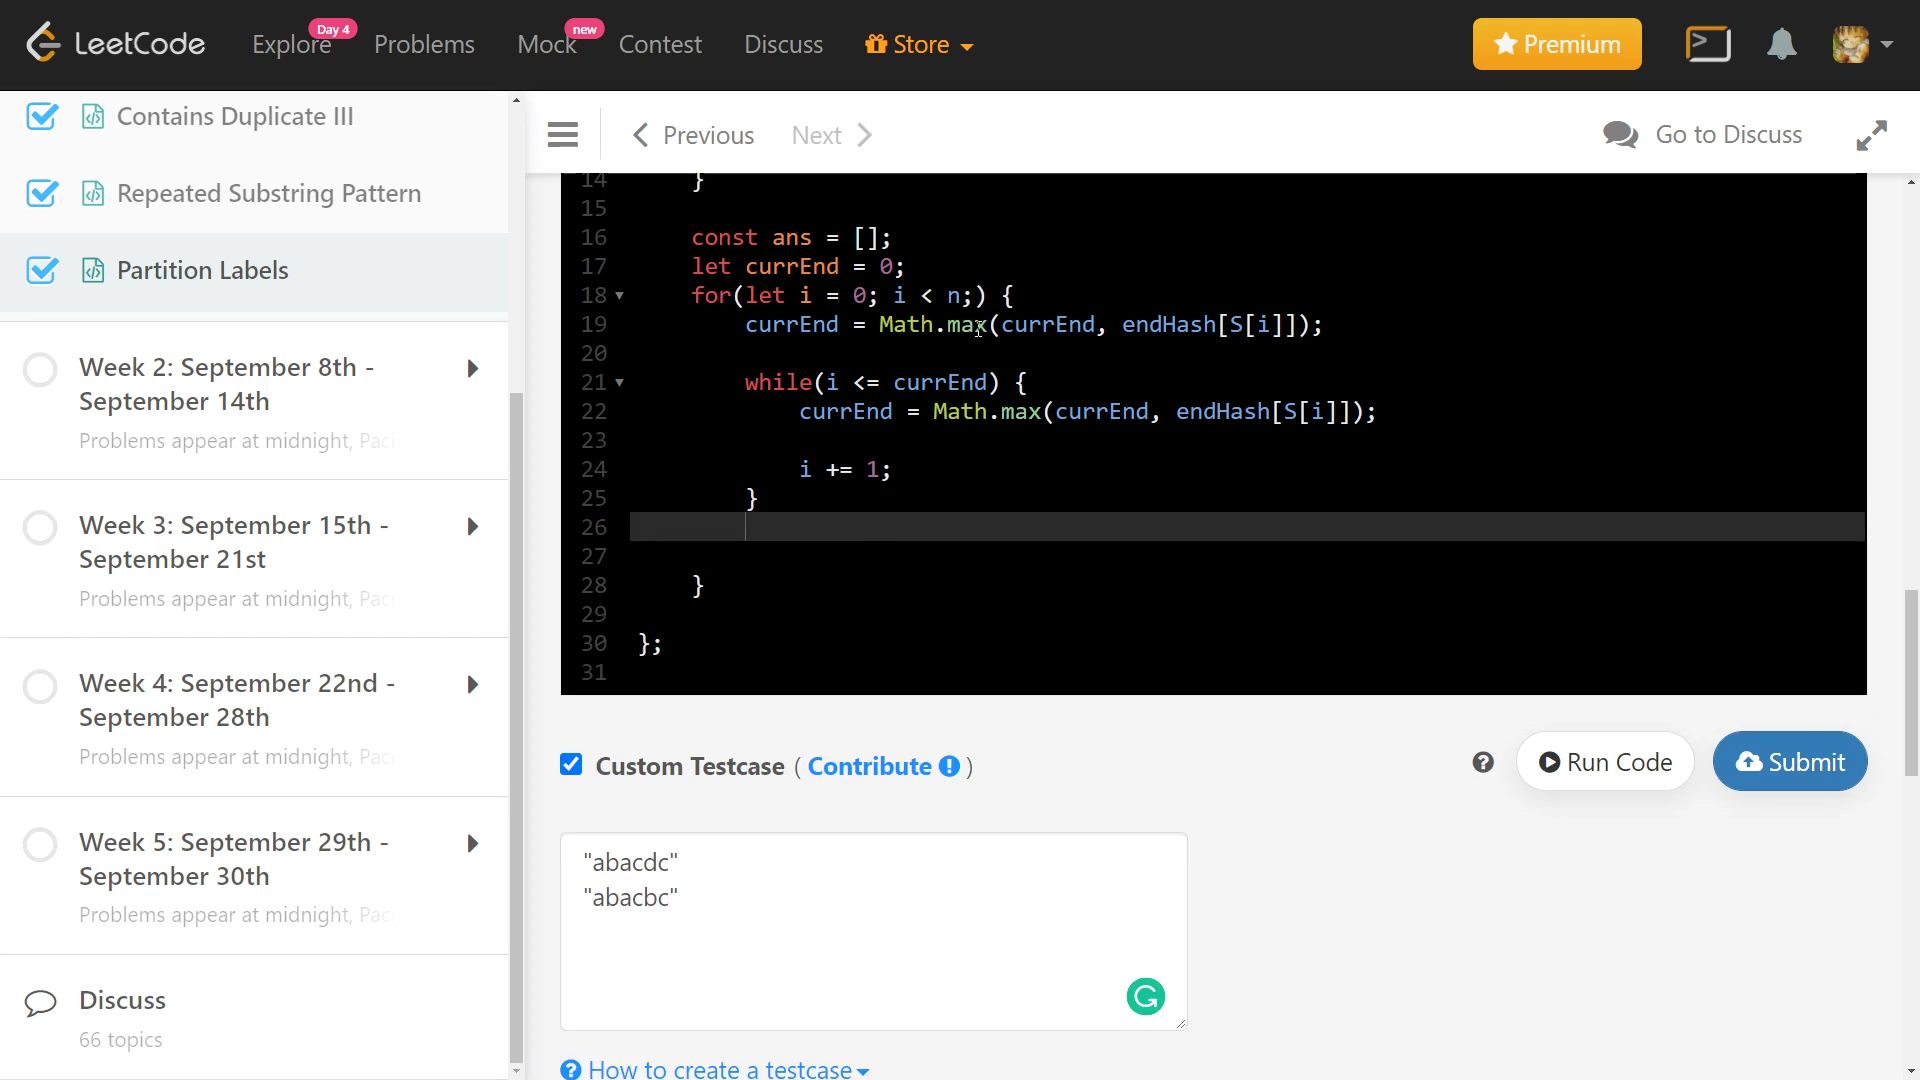 LeetCode
Explore
Day 4
Problems
Mock
new
Contest
Discuss
Store
Premium
Contains Duplicate III
Repeated Substring Pattern
Partition Labels
Week 2: September 8th -
September 14th
Problems appear at midnight, Paci
Week 3: September 15th -
September 21st
Problems appear at midnight, Paci
Week 4: September 22nd -
September 28th
Problems appear at midnight, Paci
Week 5: September 29th -
September 30th
Problems appear at midnight, Paci
Discuss
66 topics
Previous
Next
Go to Discuss
14 }
15
16 const ans = [];
17 let currEnd = 0;
18 for(let i = 0; i < n;) {
19 currEnd = Math.max(currEnd, endHash[S[i]]);
20
21 while(i <= currEnd) {
22 currEnd = Math.max(currEnd, endHash[S[i]]);
23
24 i += 1;
25 }
26
27
28 }
29
30 };
31
Custom Testcase ( Contribute )
Run Code
Submit
"abacdc"
"abacbc"
How to create a testcase